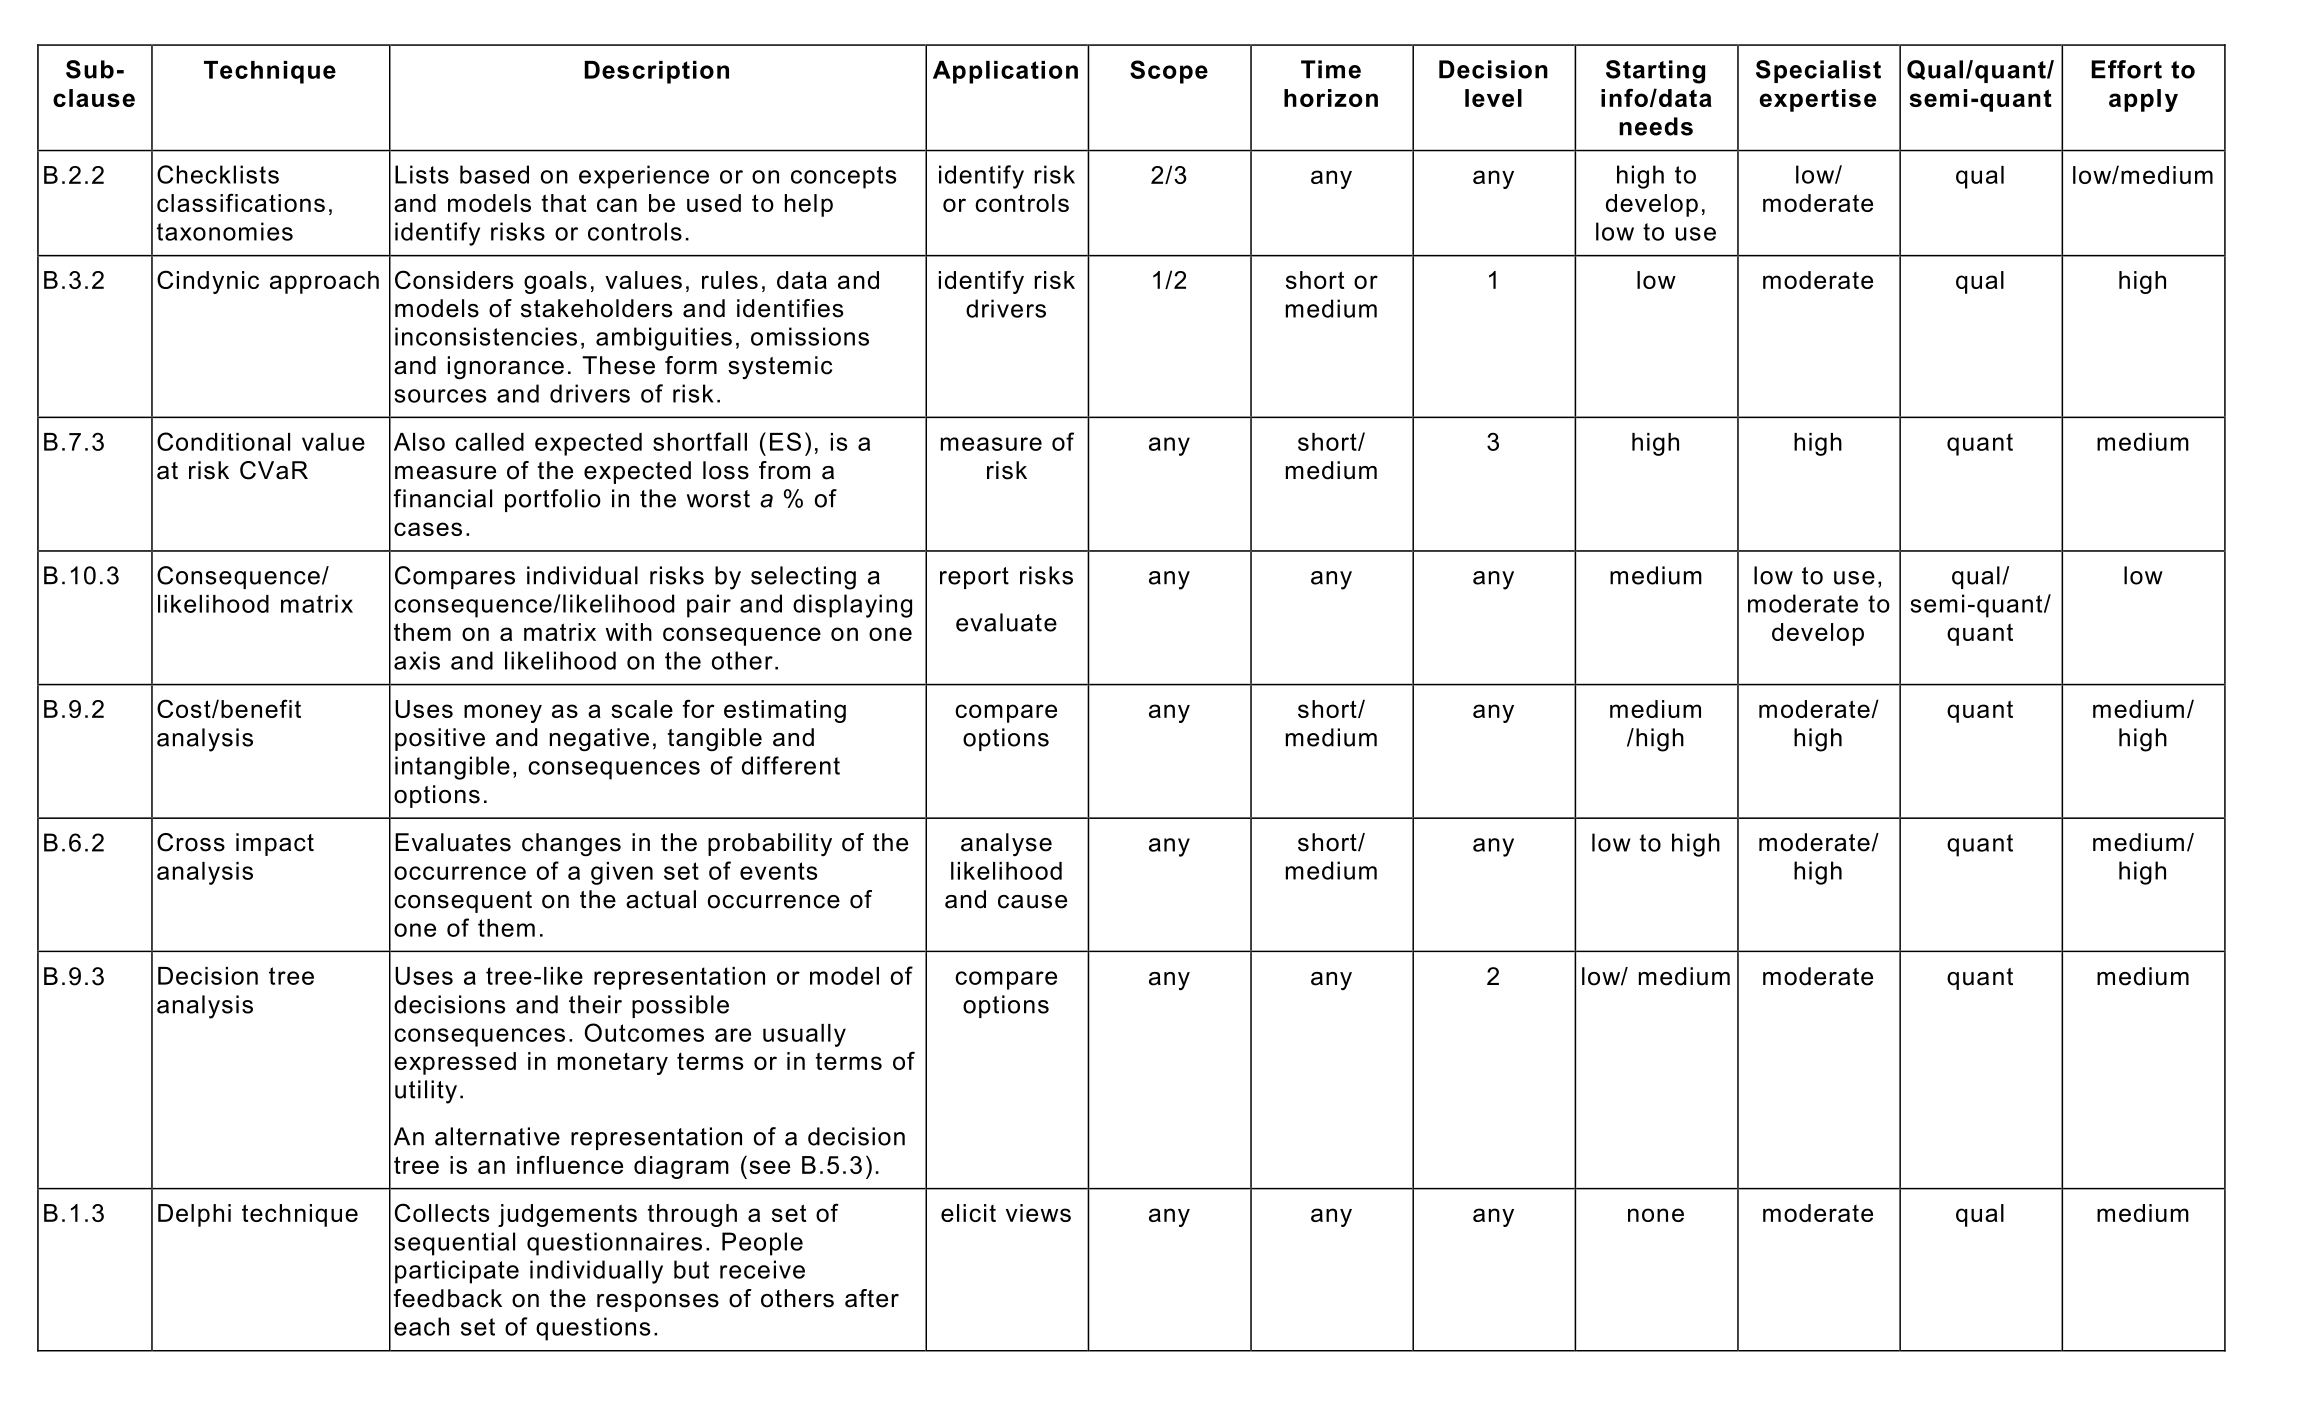 Sub-
clause
Technique
Description
Application
Scope
Time
horizon
Decision
level
Starting
info/data
needs
Specialist
expertise
Qual/quant/
semi-quant
Effort to
apply
B.2.2
Checklists
classifications,
taxonomies
Lists based on experience or on concepts
and models that can be used to help
identify risks or controls.
identify risk
or controls
2/3
any
any
high to
develop,
low to use
low/
moderate
qual
low/medium
B.3.2
Cindynic approach
Considers goals, values, rules, data and
models of stakeholders and identifies
inconsistencies, ambiguities, omissions
and ignorance. These form systemic
sources and drivers of risk.
identify risk
drivers
1/2
short or
medium
1
low
moderate
qual
high
B.7.3
Conditional value
at risk CVaR
Also called expected shortfall (ES), is a
measure of the expected loss from a
financial portfolio in the worst a % of
cases.
measure of
risk
any
short/
medium
3
high
high
quant
medium
B.10.3
Consequence/
likelihood matrix
Compares individual risks by selecting a
consequence/likelihood pair and displaying
them on a matrix with consequence on one
axis and likelihood on the other.
report risks
evaluate
any
any
any
medium
low to use,
moderate to
develop
qual/
semi-quant/
quant
low
B.9.2
Cost/benefit
analysis
Uses money as a scale for estimating
positive and negative, tangible and
intangible, consequences of different
options.
compare
options
any
short/
medium
any
medium
/high
moderate/
high
quant
medium/
high
B.6.2
Cross impact
analysis
Evaluates changes in the probability of the
occurrence of a given set of events
consequent on the actual occurrence of
one of them.
analyse
likelihood
and cause
any
short/
medium
any
low to high
moderate/
high
quant
medium/
high
B.9.3
Decision tree
analysis
Uses a tree-like representation or model of
decisions and their possible
consequences. Outcomes are usually
expressed in monetary terms or in terms of
utility.
An alternative representation of a decision
tree is an influence diagram (see B.5.3).
compare
options
any
any
2
low/ medium
moderate
quant
medium
B.1.3
Delphi technique
Collects judgements through a set of
sequential questionnaires. People
participate individually but receive
feedback on the responses of others after
each set of questions.
elicit views
any
any
any
none
moderate
qual
medium